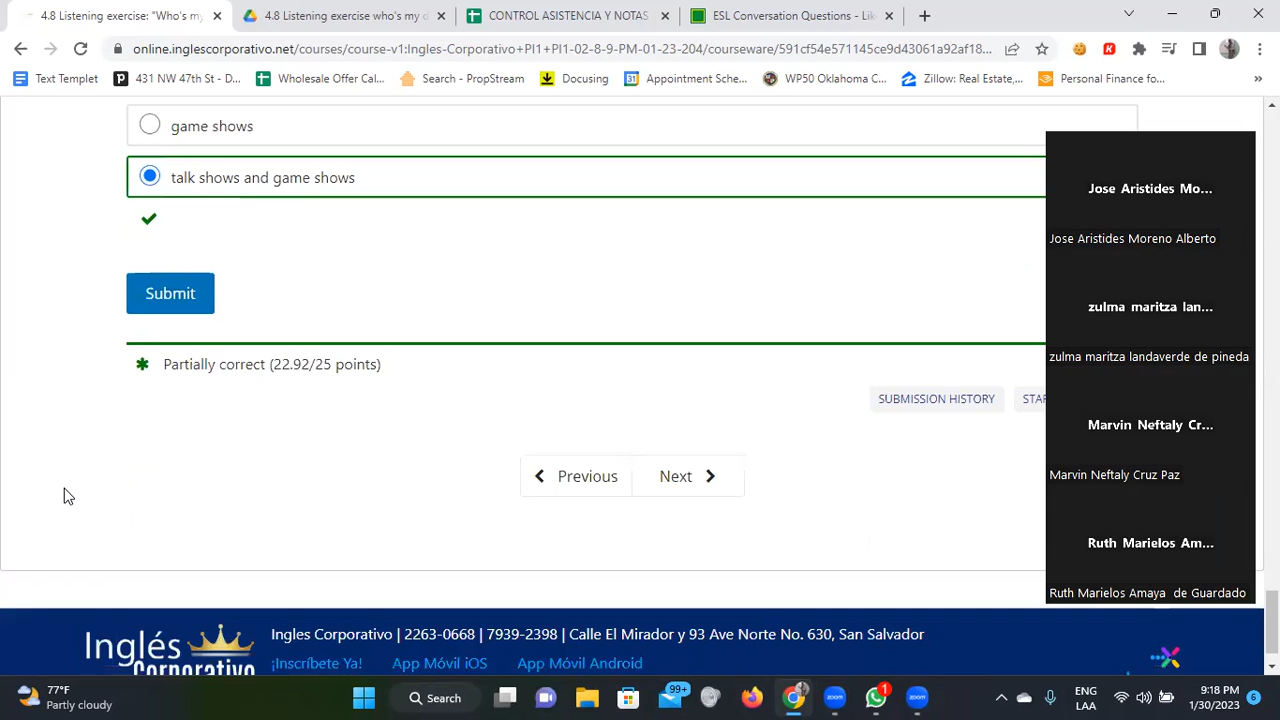 4.8 Listening exercise: "Who's my
4.8 Listening exercise who's my i
CONTROL ASISTENCIA Y NOTAS
ESL Conversation Questions - Lik
online.inglescorporativo.net/courses/course-v1:Ingles-Corporativo+PI1+PI1-02-8-9-PM-01-23-204/courseware/591cf54e571145ce9d43061a92af18...
Text Templet
431 NW 47th St - D...
Wholesale Offer Cal...
Search - PropStream
Docusing
Appointment Sche...
WP50 Oklahoma C...
Zillow: Real Estate,...
Personal Finance fo...
»
game shows
talk shows and game shows
Submit
Partially correct (22.92/25 points)
SUBMISSION HISTORY
STAF
Previous
Next
Jose Aristides Mo...
Jose Aristides Moreno Alberto
zulma maritza lan...
zulma maritza landaverde de pineda
Marvin Neftaly Cr...
Marvin Neftaly Cruz Paz
Ruth Marielos Am...
Ruth Marielos Amaya de Guardado
Inglés
Corporativo
Ingles Corporativo | 2263-0668 | 7939-2398 | Calle El Mirador y 93 Ave Norte No. 630, San Salvador
¡Inscríbete Ya!
App Móvil iOS
App Móvil Android
77°F
Partly cloudy
Search
99+
zoom
1
zoom
ENG
LAA
9:18 PM
1/30/2023
6